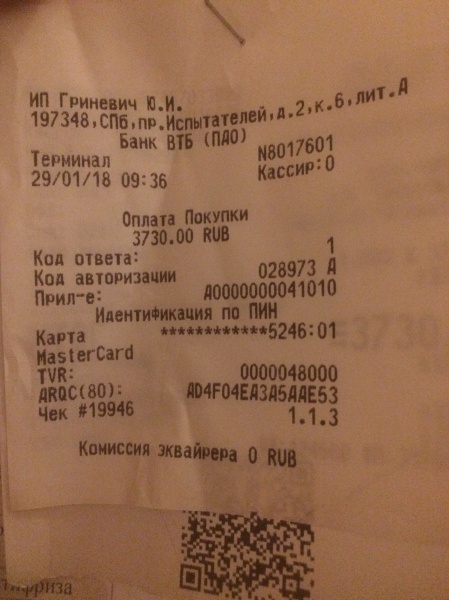 ИП Гриневич Ю.И.
197348,СПб,пр.Испытателей,д.2,к.6,лит.А
Банк ВТБ (ПАО)
Терминал N8017601
29/01/18 09:36 Кассир:0
Оплата Покупки
3730.00 RUB
Код ответа: 1
Код авторизации 028973 А
Прил-е: A0000000041010
Идентификация по ПИН
Карта ************5246:01
MasterCard
TVR: 0000048000
ARQC(80): AD4F04EA3A5AAE53
Чек #19946 1.1.3
Комиссия эквайрера 0 RUB